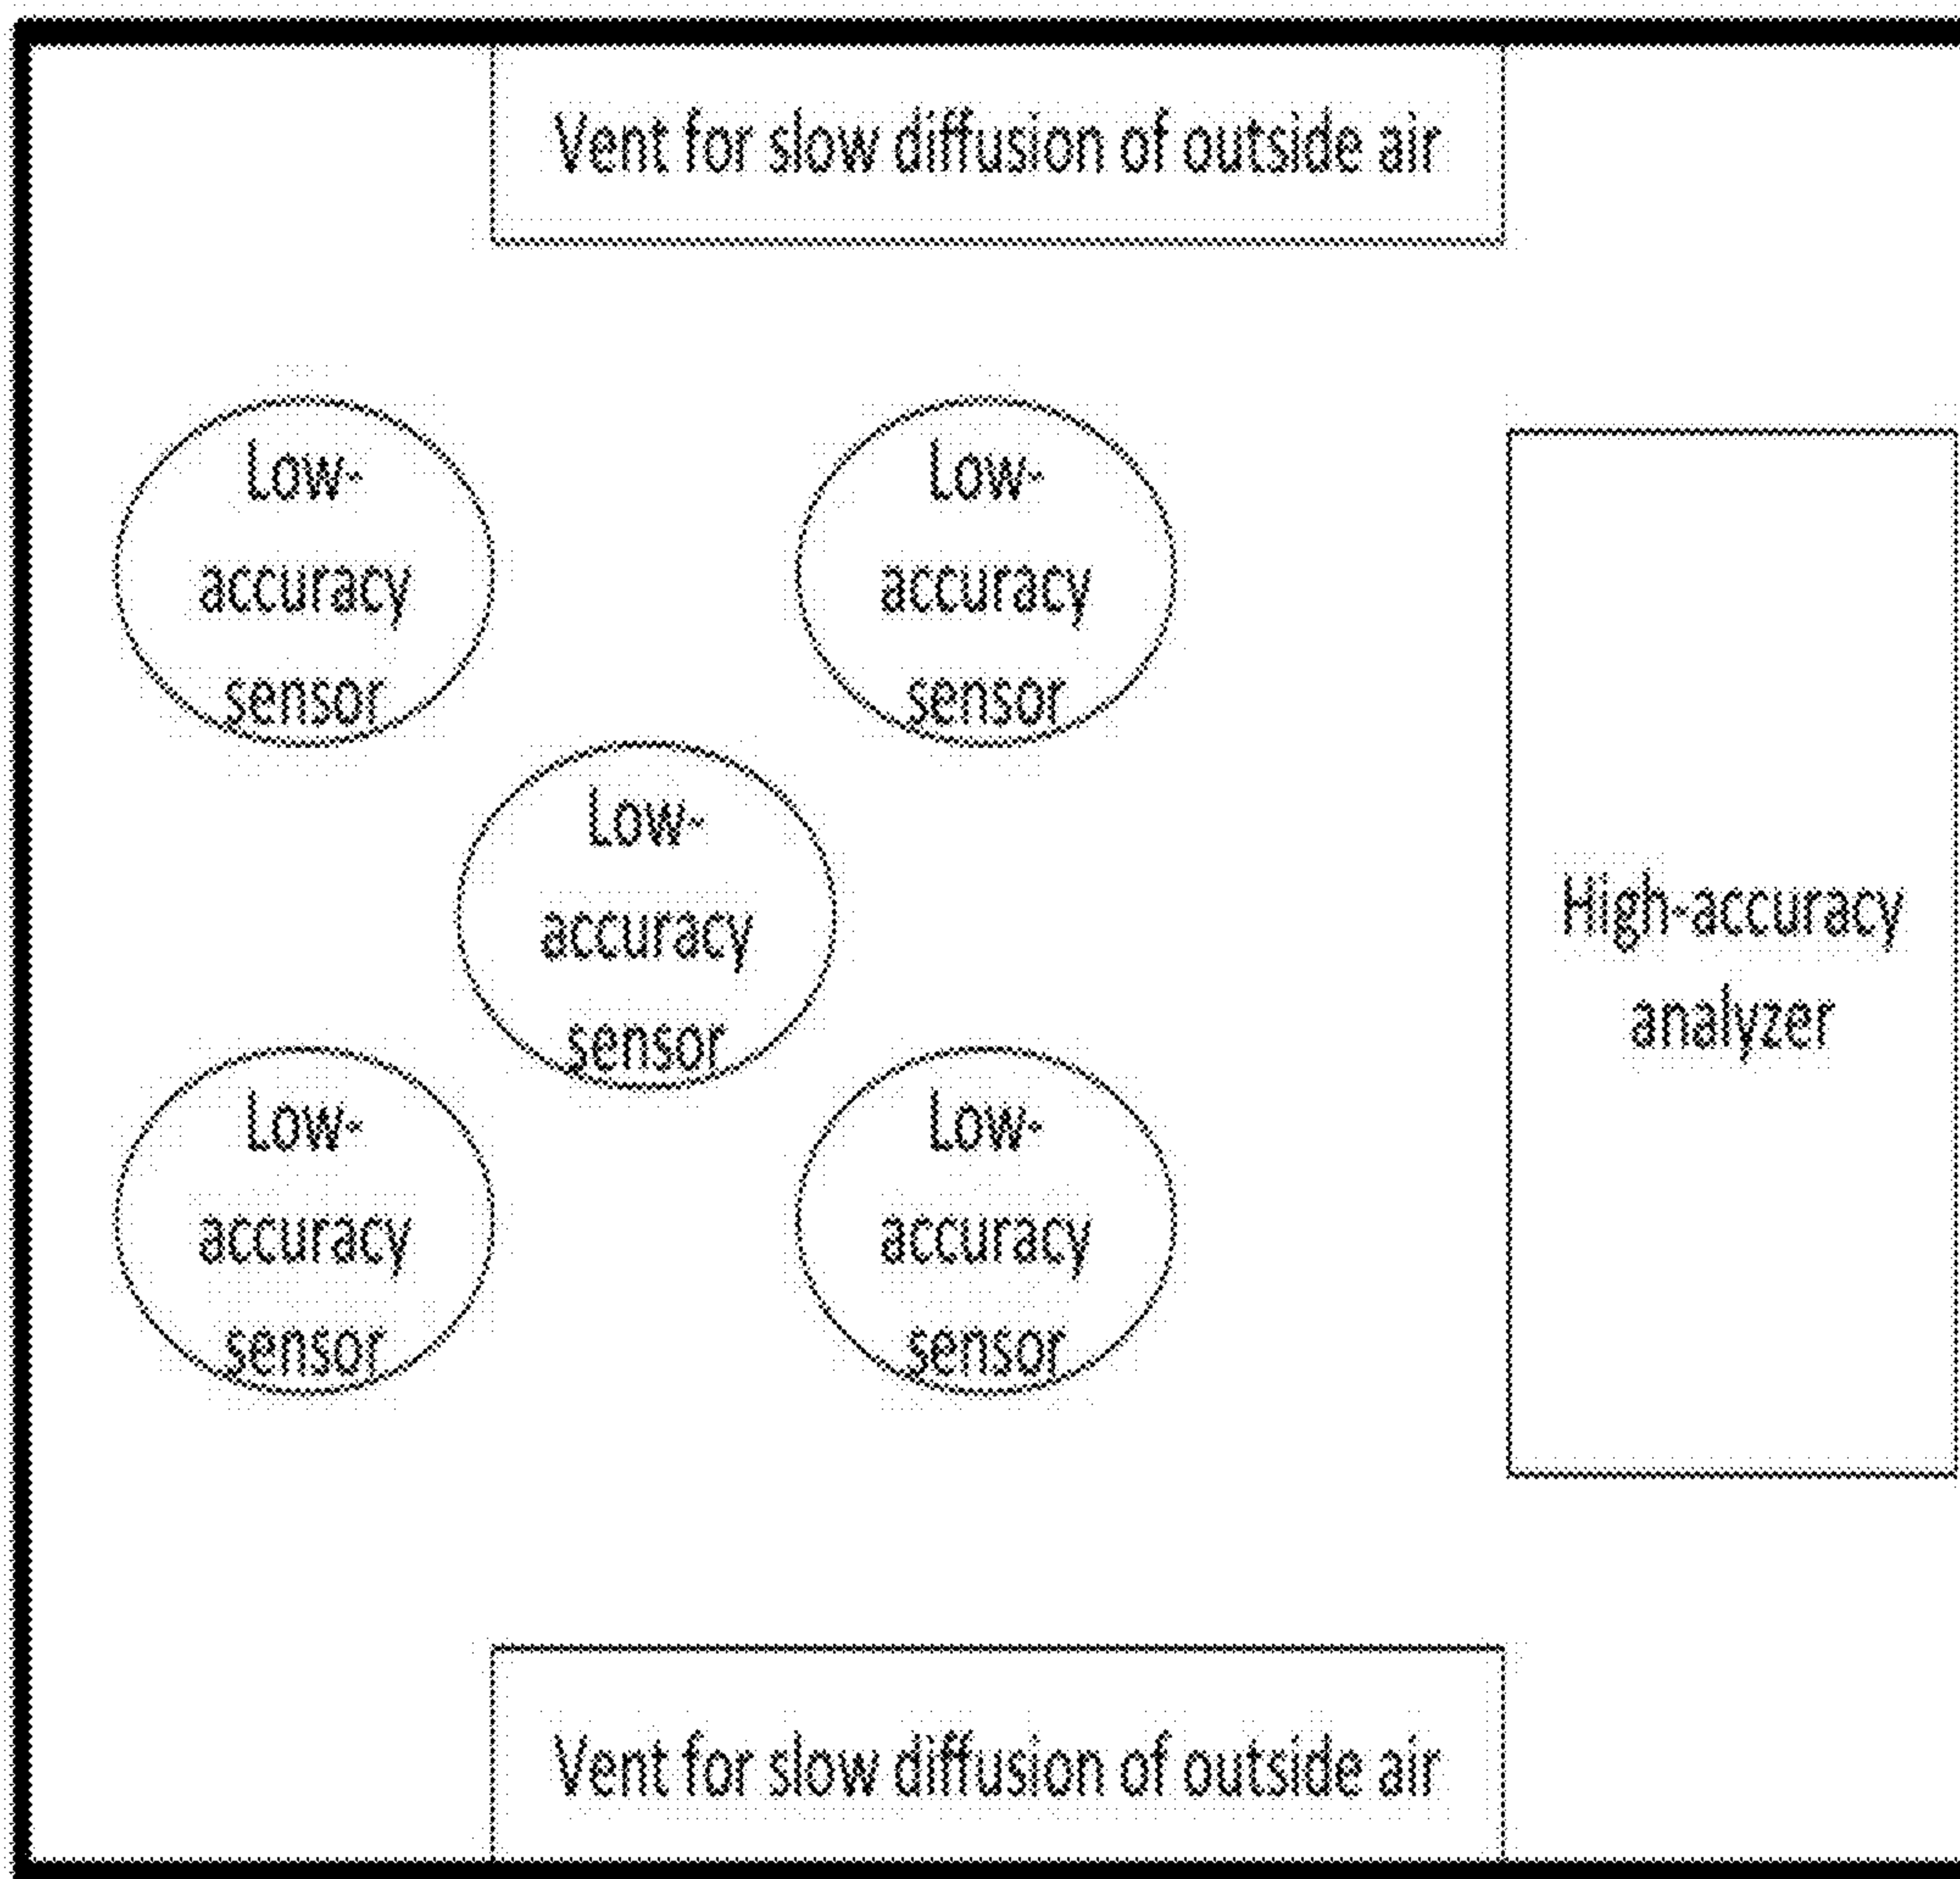 Vent for slow diffusion of outside air
Low-
accuracy
sensor
Low-
accuracy
sensor
Low-
accuracy
sensor
High-accuracy
analyzer
Low-
accuracy
sensor
Low-
accuracy
sensor
Vent for slow diffusion of outside air